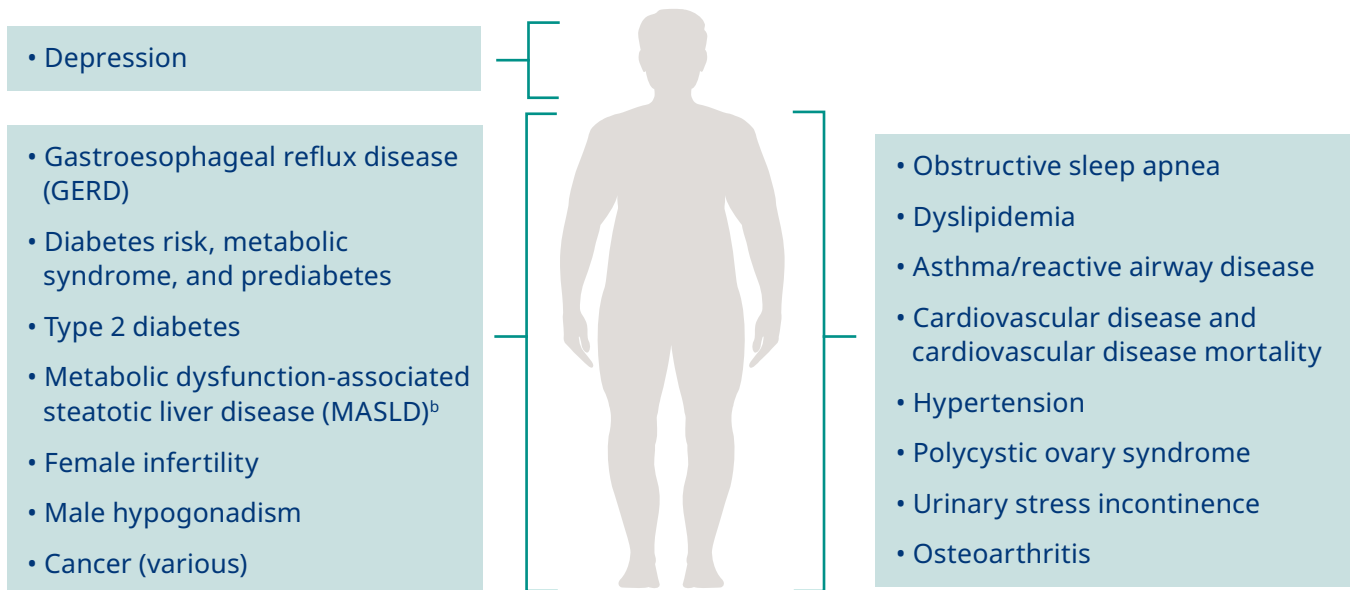 • Depression
• Gastroesophageal reflux disease
(GERD)
• Diabetes risk, metabolic
syndrome, and prediabetes
• Type 2 diabetes
• Metabolic dysfunction-associated
steatotic liver disease (MASLD)ᵇ
• Female infertility
• Male hypogonadism
• Cancer (various)
• Obstructive sleep apnea
• Dyslipidemia
• Asthma/reactive airway disease
• Cardiovascular disease and
cardiovascular disease mortality
• Hypertension
• Polycystic ovary syndrome
• Urinary stress incontinence
• Osteoarthritis